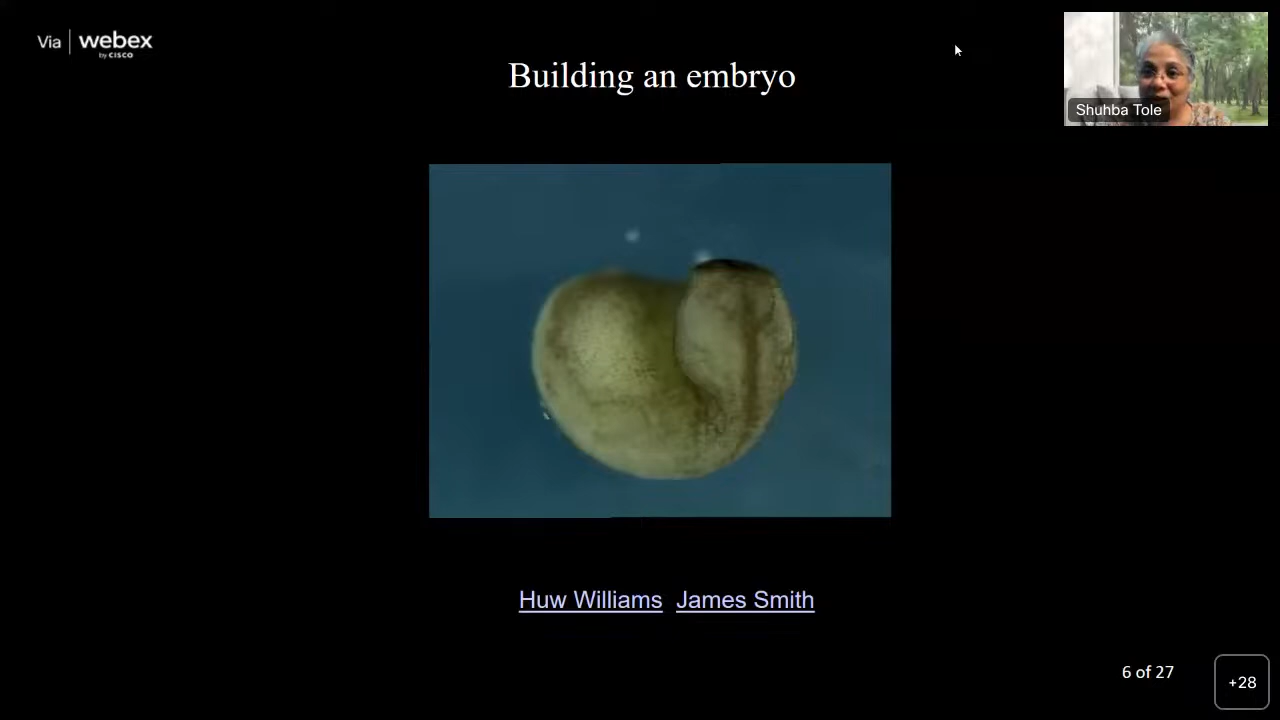 Via | webex
by CISCO
Building an embryo
Shuhba Tole
Huw Williams James Smith
6 of 27
+28